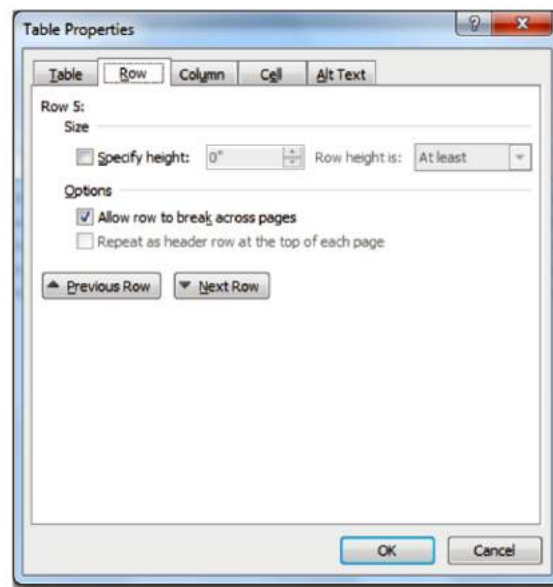 Table Properties
Table Row Column Cell Alt Text
Row 5:
Size
Specify height: 0" Row height is: At least
Options
Allow row to break across pages
Repeat as header row at the top of each page
Previous Row Next Row
OK Cancel